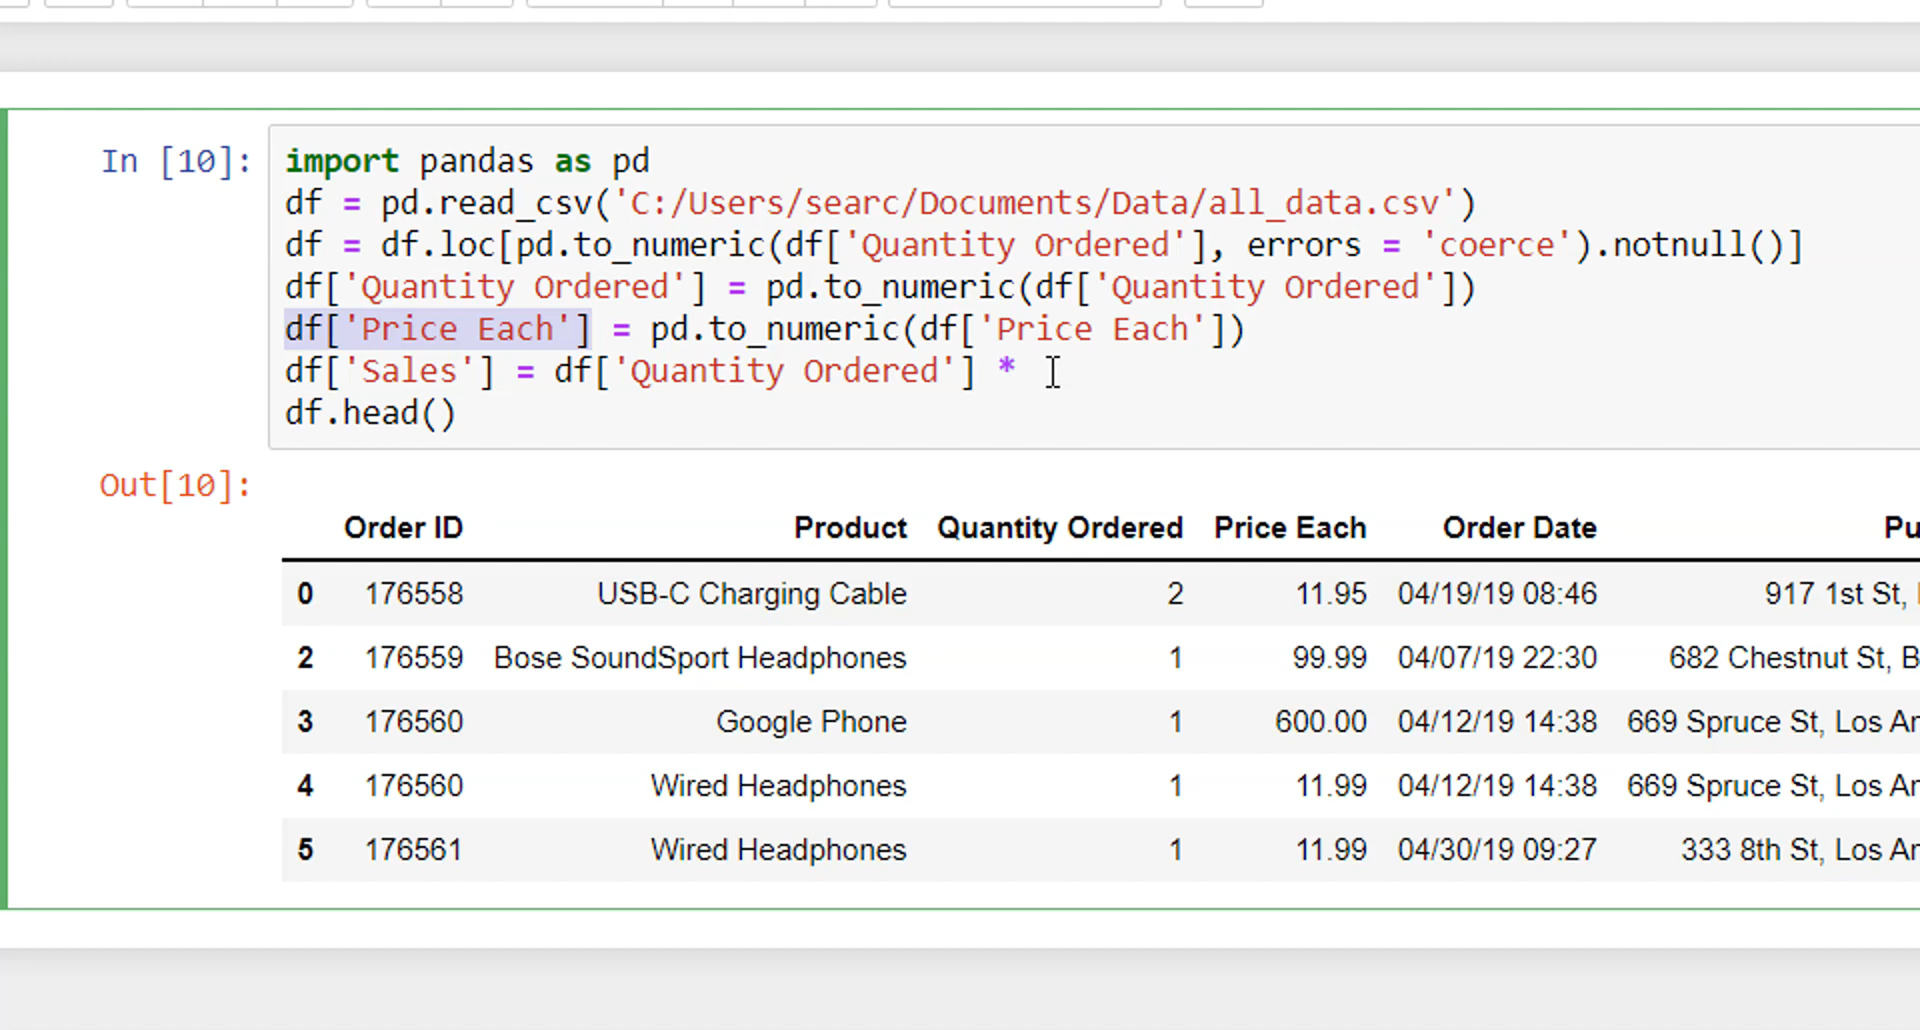 In [10]:
import pandas as pd
df = pd.read_csv('C:/Users/searc/Documents/Data/all_data.csv')
df = df.loc[pd.to_numeric(df['Quantity Ordered'], errors = 'coerce').notnull()]
df['Quantity Ordered'] = pd.to_numeric(df['Quantity Ordered'])
df['Price Each'] = pd.to_numeric(df['Price Each'])
df['Sales'] = df['Quantity Ordered'] *
df.head()
Out[10]:
Order ID Product Quantity Ordered Price Each Order Date Pu
0 176558 USB-C Charging Cable 2 11.95 04/19/19 08:46 917 1st St,
2 176559 Bose SoundSport Headphones 1 99.99 04/07/19 22:30 682 Chestnut St, B
3 176560 Google Phone 1 600.00 04/12/19 14:38 669 Spruce St, Los An
4 176560 Wired Headphones 1 11.99 04/12/19 14:38 669 Spruce St, Los An
5 176561 Wired Headphones 1 11.99 04/30/19 09:27 333 8th St, Los An